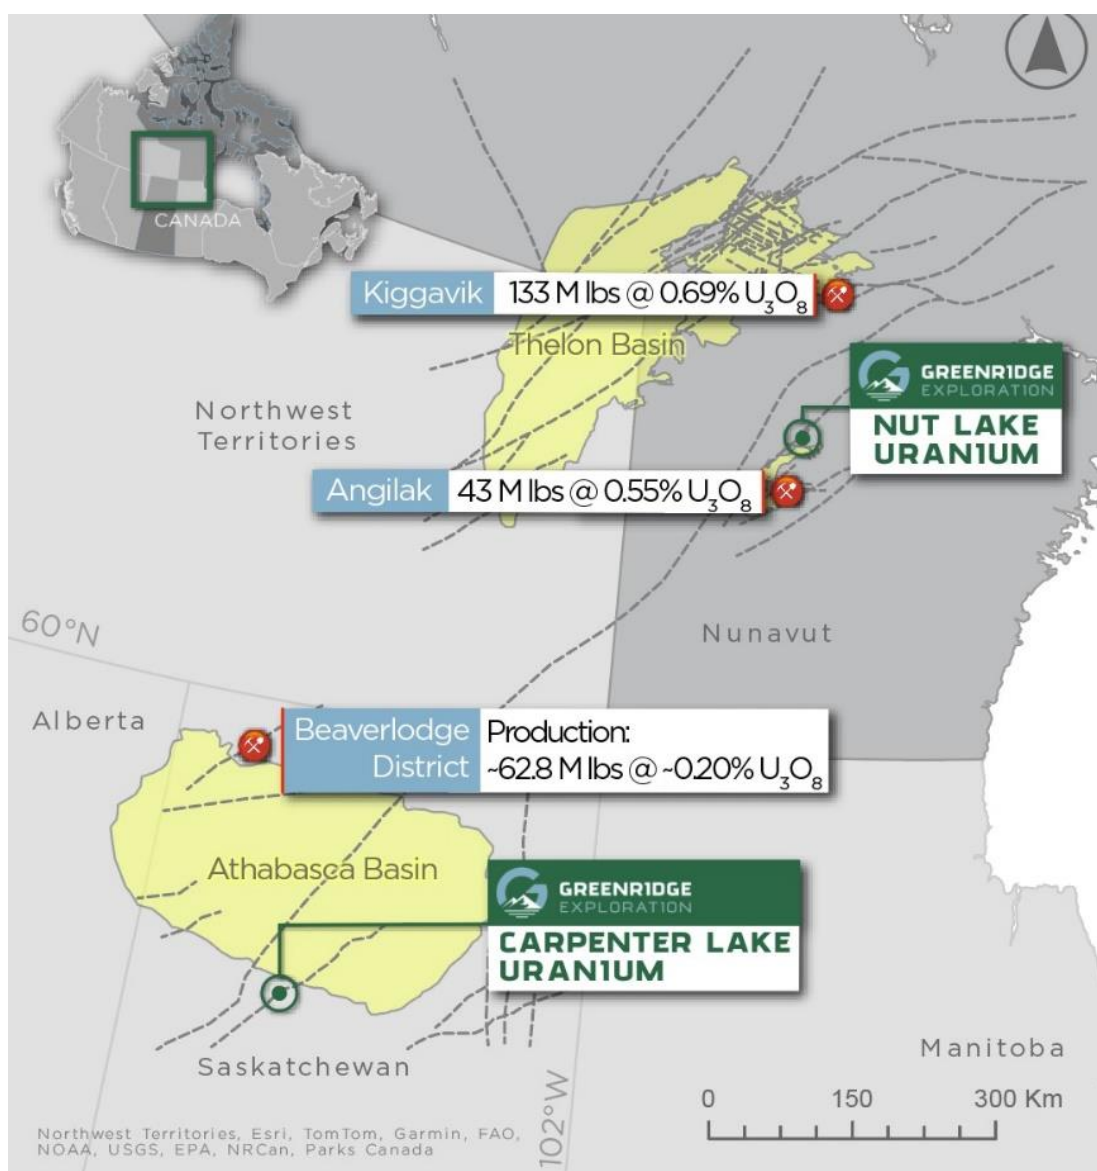 CANADA
Kiggavik 133 M lbs @ 0.69% U₃O₈
Thelon Basin
GREENR1DGE
EXPLORATION
NUT LAKE
URAN1UM
Northwest
Territories
Angilak 43 M lbs @ 0.55% U₃O₈
60°N
Nunavut
Alberta
Beaverlodge
District
Production:
~62.8 M lbs @ ~0.20% U₃O₈
Athabasca Basin
GREENR1DGE
EXPLORATION
CARPENTER LAKE
URAN1UM
Saskatchewan
Manitoba
102°W
0 150 300 Km
Northwest Territories, Esri, TomTom, Garmin, FAO,
NOAA, USGS, EPA, NRCan, Parks Canada